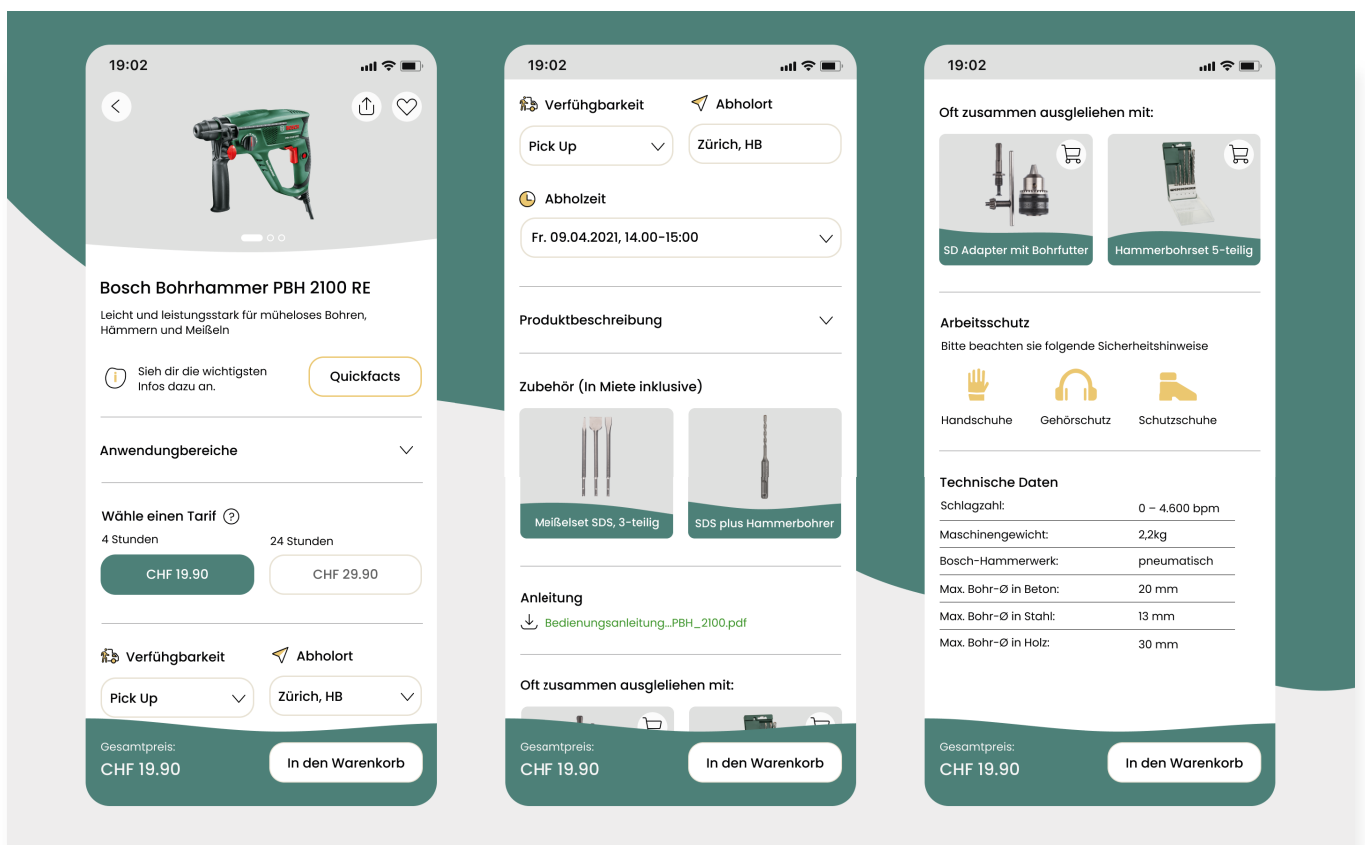 19:02
BOSCH
Bosch Bohrhammer PBH 2100 RE
Leicht und leistungsstark für müheloses Bohren,
Hämmern und Meißeln
Sieh dir die wichtigsten
Infos dazu an.
Quickfacts
Anwendungbereiche
Wähle einen Tarif ?
4 Stunden
24 Stunden
CHF 19.90
CHF 29.90
Verfühgbarkeit
Abholort
Pick Up
Zürich, HB
Gesamtpreis:
CHF 19.90
In den Warenkorb
19:02
Verfühgbarkeit
Abholort
Pick Up
Zürich, HB
Abholzeit
Fr. 09.04.2021, 14.00-15:00
Produktbeschreibung
Zubehör (In Miete inklusive)
Meißelset SDS, 3-teilig
SDS plus Hammerbohrer
Anleitung
Bedienungsanleitung...PBH_2100.pdf
Oft zusammen ausgleliehen mit:
Gesamtpreis:
CHF 19.90
In den Warenkorb
19:02
Oft zusammen ausgleliehen mit:
SD Adapter mit Bohrfutter
Hammerbohrset 5-teilig
Arbeitsschutz
Bitte beachten sie folgende Sicherheitshinweise
Handschuhe
Gehörschutz
Schutzschuhe
Technische Daten
Schlagzahl: 0 – 4.600 bpm
Maschinengewicht: 2,2kg
Bosch-Hammerwerk: pneumatisch
Max. Bohr-Ø in Beton: 20 mm
Max. Bohr-Ø in Stahl: 13 mm
Max. Bohr-Ø in Holz: 30 mm
Gesamtpreis:
CHF 19.90
In den Warenkorb